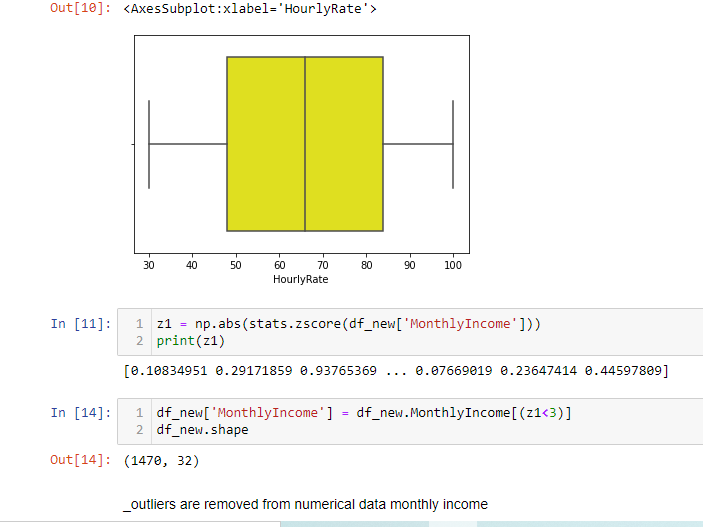 Out[10]: <AxesSubplot:xlabel='HourlyRate'>
30 40 50 60 70 80 90 100
HourlyRate
In [11]: 1 z1 = np.abs(stats.zscore(df_new['MonthlyIncome']))
2 print(z1)
[0.10834951 0.29171859 0.93765369 ... 0.07669019 0.23647414 0.44597809]
In [14]: 1 df_new['MonthlyIncome'] = df_new.MonthlyIncome[(z1<3)]
2 df_new.shape
Out[14]: (1470, 32)
_outliers are removed from numerical data monthly income